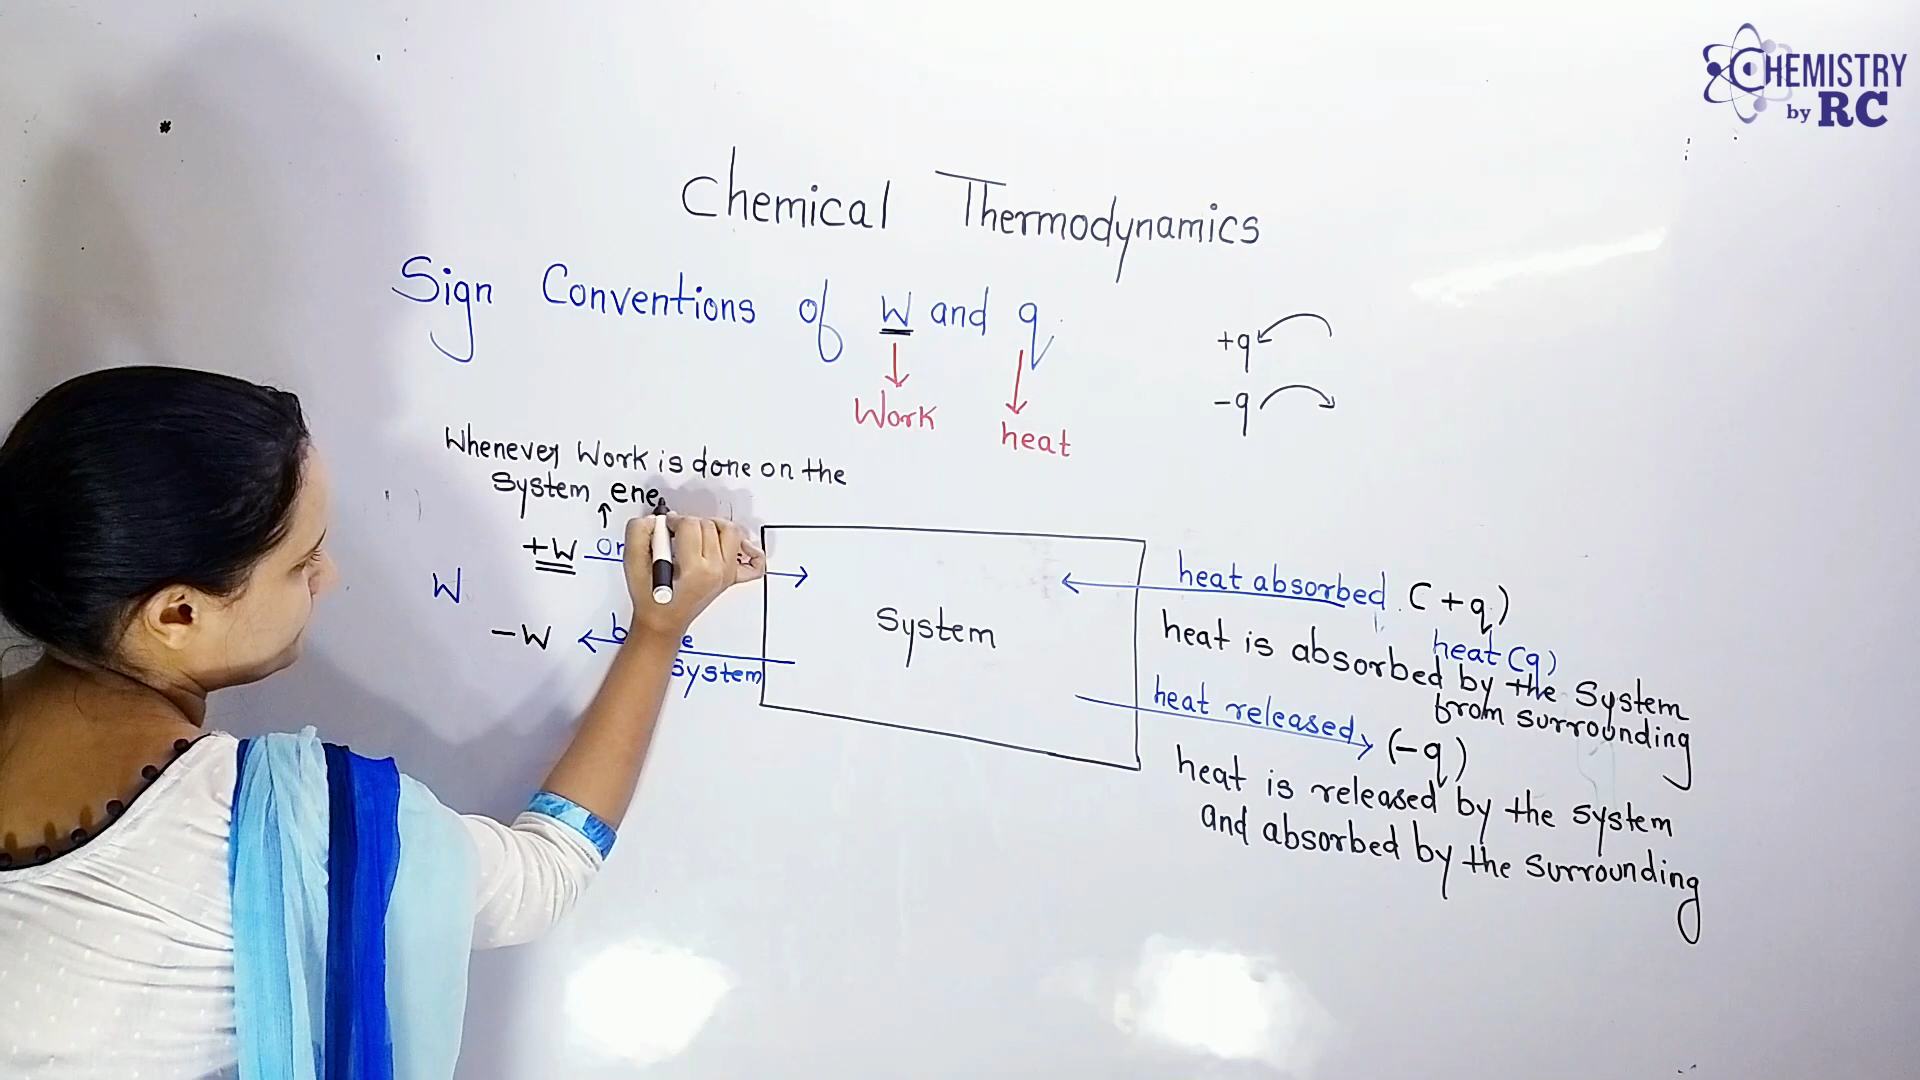 CHEMISTRY
by RC
Chemical Thermodynamics
Sign Conventions of W and q
Work
heat
+q
-q
Whenever Work is done on the
System ene
+W
W
-W
System
System
heat absorbed (+q)
heat (q)
heat is absorbed by the System
from surrounding
heat released (-q)
heat is released by the system
and absorbed by the surrounding